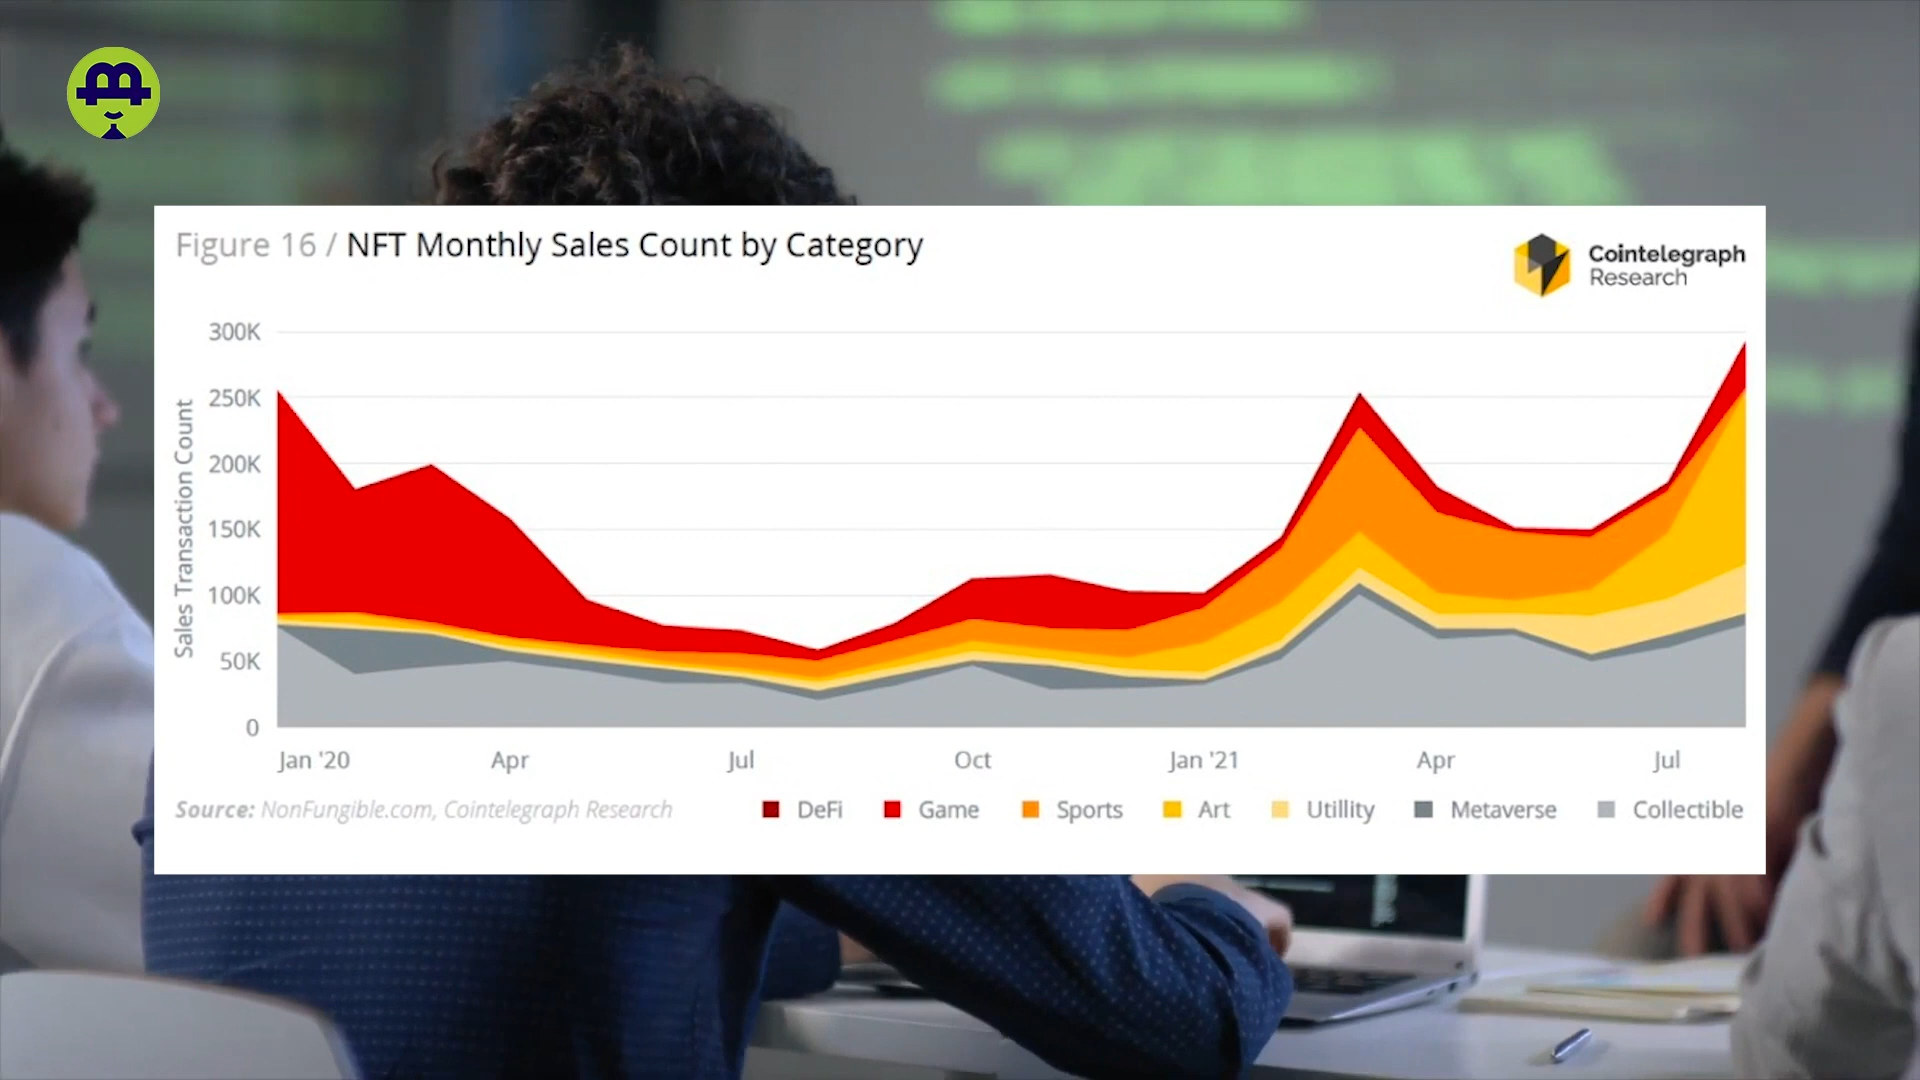 Figure 16 / NFT Monthly Sales Count by Category
Cointelegraph
Research
Sales Transaction Count
300K
250K
200K
150K
100K
50K
0
Jan '20 Apr Jul Oct Jan '21 Apr Jul
Source: NonFungible.com, Cointelegraph Research
DeFi Game Sports Art Utillity Metaverse Collectible